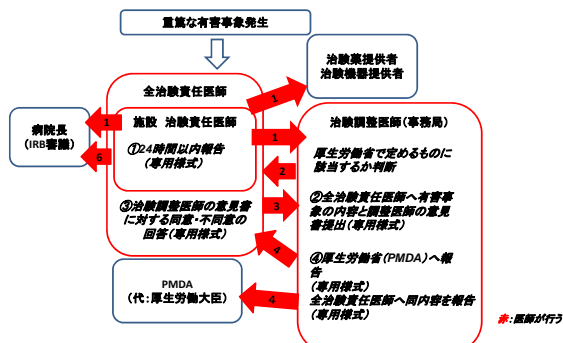 重篤な有害事象発生
治験薬提供者
治験機器提供者
全治験責任医師
1
病院長
（IRB審議）
1
6
施設　治験責任医師
①24時間以内報告
（専用様式）
1
2
治験調整医師（事務局）
厚生労働省で定めるものに
該当するか判断
③治験調整医師の意見書
に対する同意・不同意の
回答（専用様式）
3
②全治験責任医師へ有害事
象の内容と調整医師の意見
書提出（専用様式）
4
④厚生労働省（PMDA）へ報
告
（専用様式）
全治験責任医師へ同内容を報告
（専用様式）
PMDA
（代：厚生労働大臣）
4
赤：医師が行う